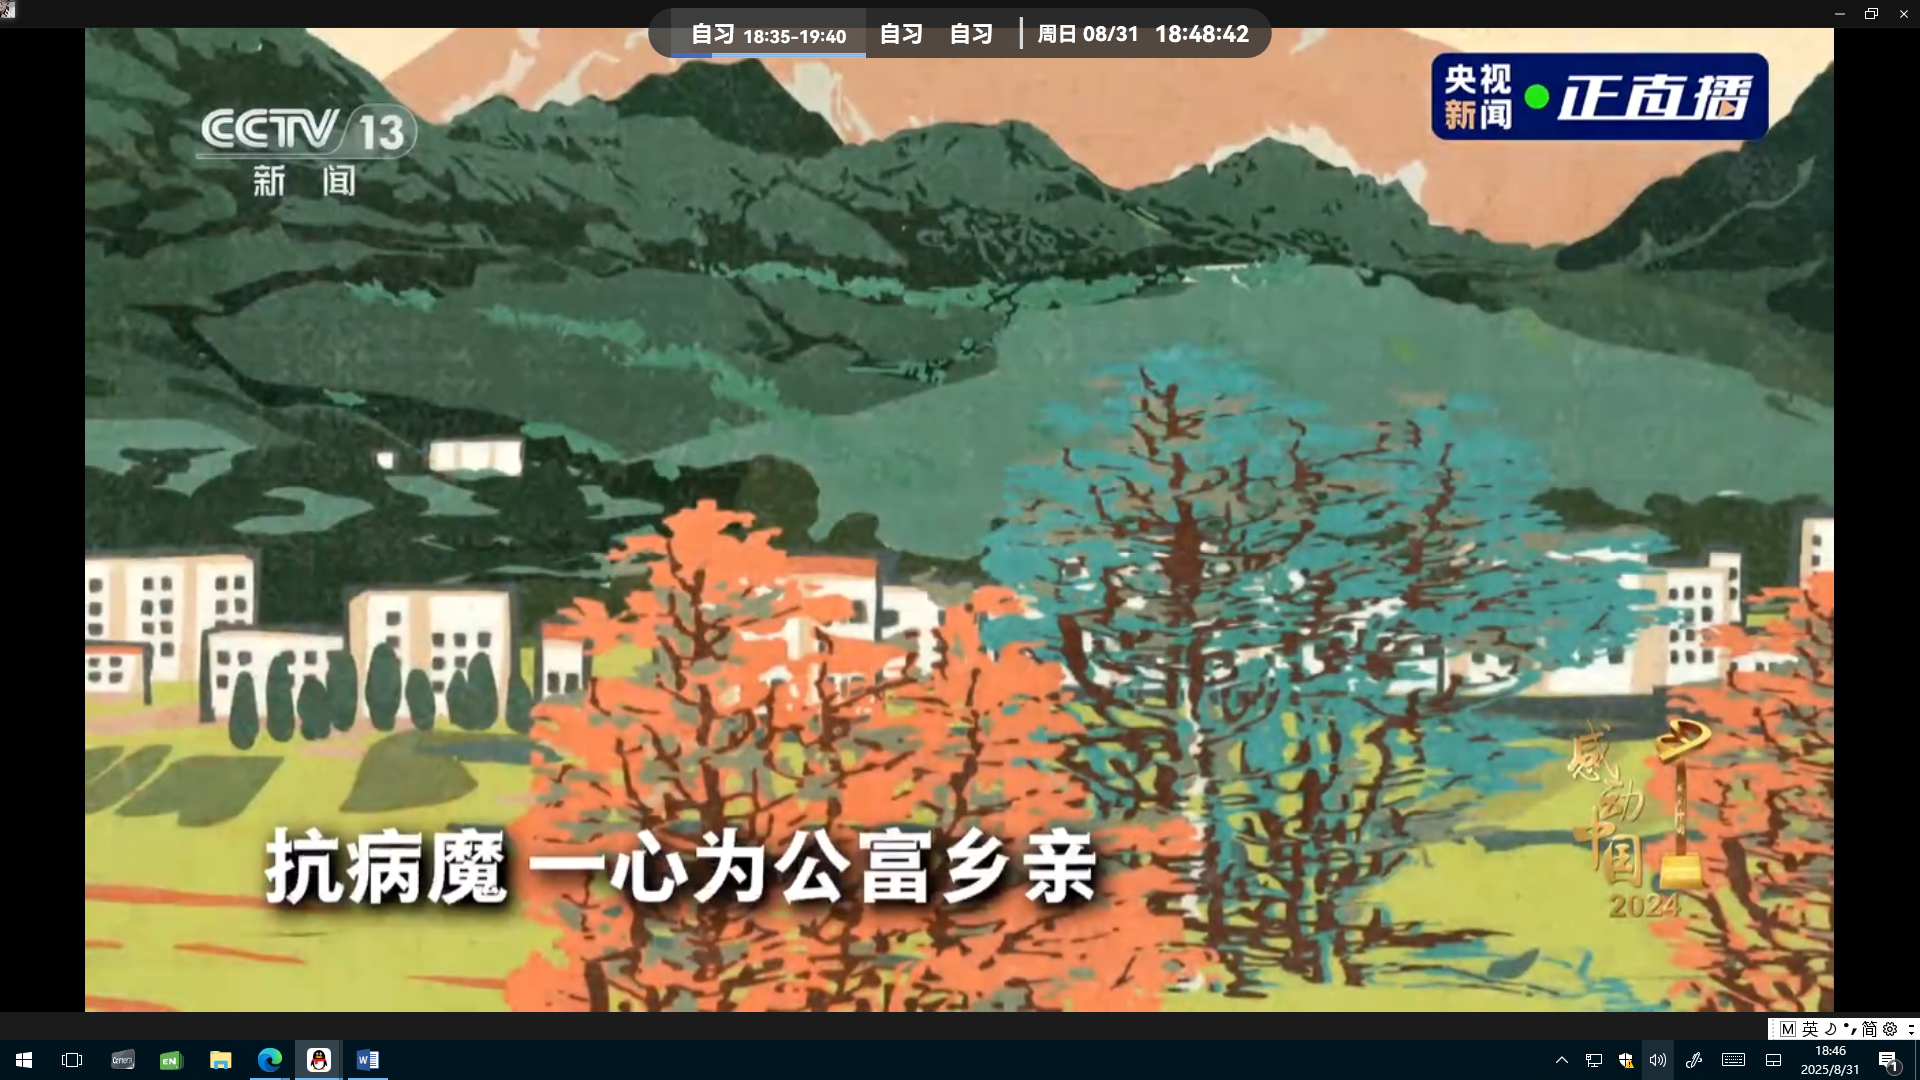 自习 18:35-19:40 自习 自习 周日 08/31 18:48:42
CCTV 13
新闻
央视
新闻
正直播
抗病魔 一心为公富乡亲
感动中国
2024
M 英 简
EN
W
18:46
2025/8/31
1